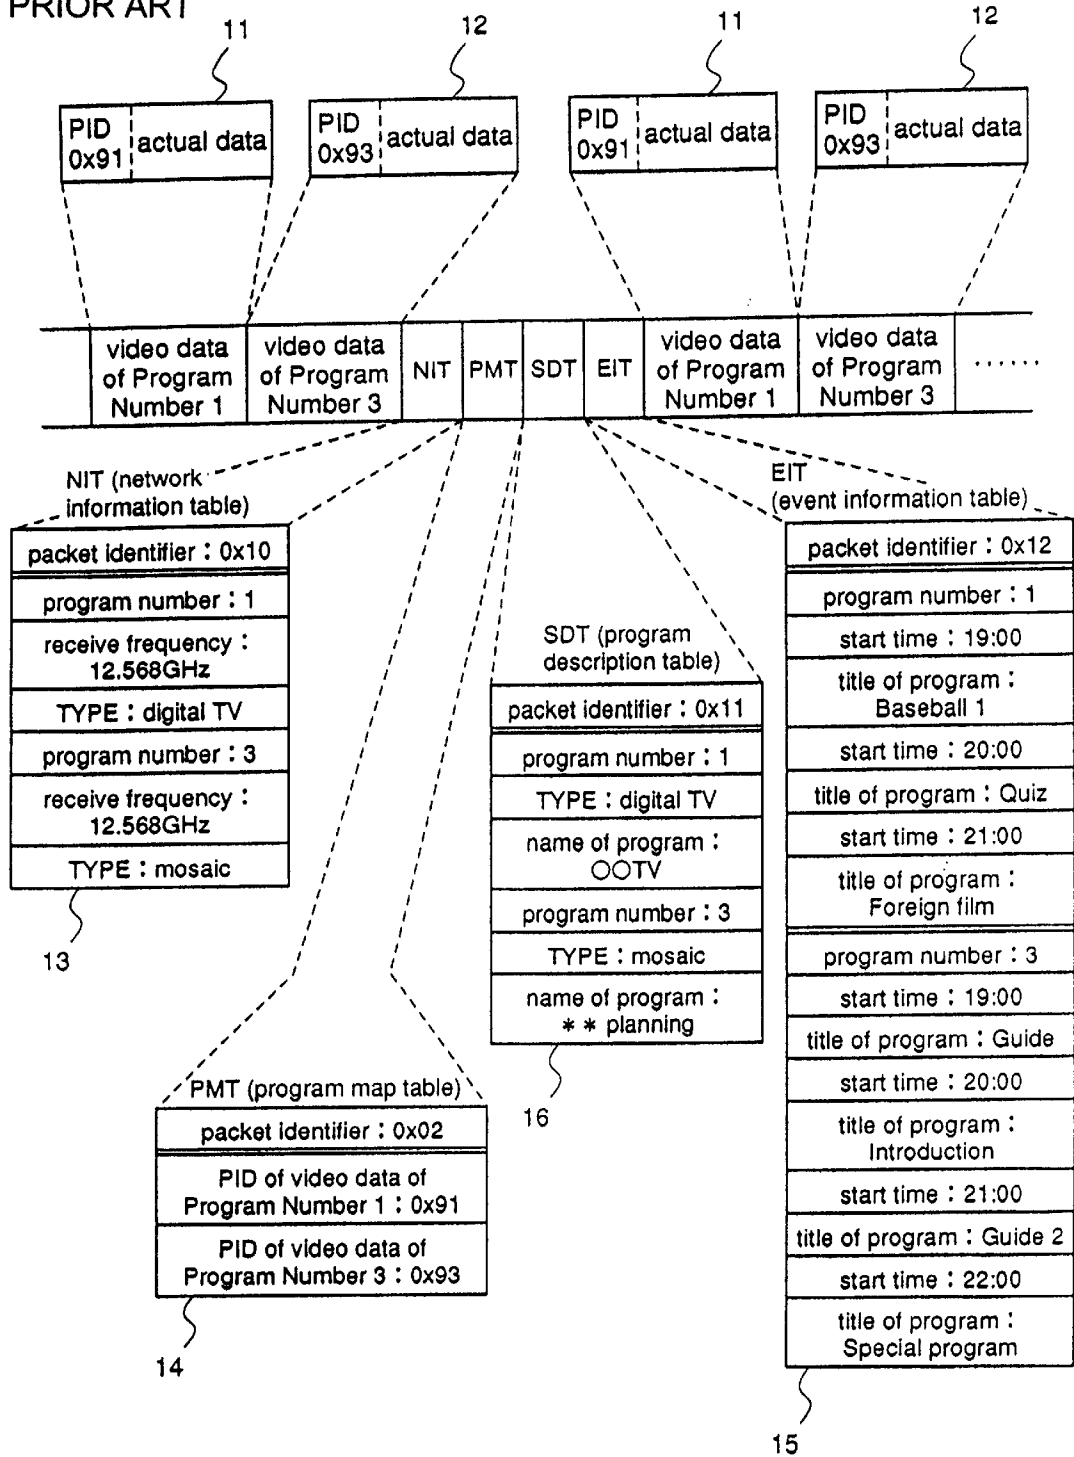 PRIOR ART
11
12
11
12
PID
0x91
actual data
PID
0x93
actual data
PID
0x91
actual data
PID
0x93
actual data
video data
of Program
Number 1
video data
of Program
Number 3
NIT
PMT
SDT
EIT
video data
of Program
Number 1
video data
of Program
Number 3
......
NIT (network
information table)
packet identifier : 0x10
program number : 1
receive frequency :
12.568GHz
TYPE : digital TV
program number : 3
receive frequency :
12.568GHz
TYPE : mosaic
13
PMT (program map table)
packet identifier : 0x02
PID of video data of
Program Number 1 : 0x91
PID of video data of
Program Number 3 : 0x93
14
SDT (program
description table)
packet identifier : 0x11
program number : 1
TYPE : digital TV
name of program :
○○TV
program number : 3
TYPE : mosaic
name of program :
** planning
16
EIT
(event information table)
packet identifier : 0x12
program number : 1
start time : 19:00
title of program :
Baseball 1
start time : 20:00
title of program : Quiz
start time : 21:00
title of program :
Foreign film
program number : 3
start time : 19:00
title of program : Guide
start time : 20:00
title of program :
Introduction
start time : 21:00
title of program : Guide 2
start time : 22:00
title of program :
Special program
15